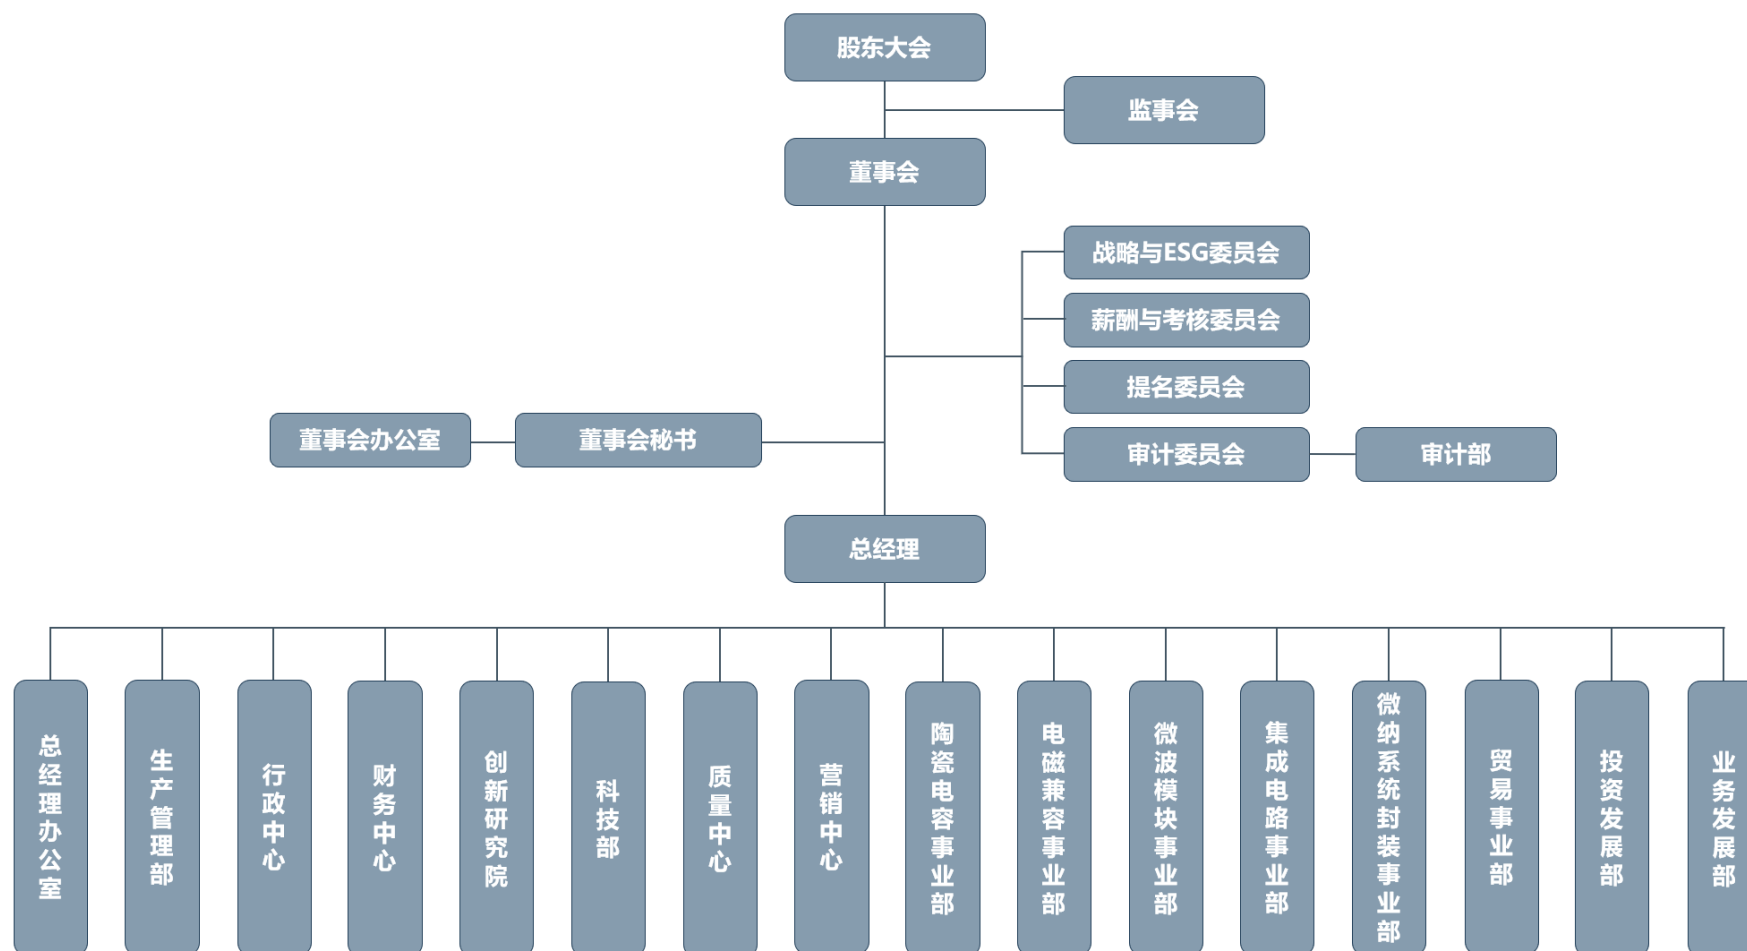 股东大会
监事会
董事会
战略与ESG委员会
薪酬与考核委员会
提名委员会
董事会办公室
董事会秘书
审计委员会
审计部
总经理
总经理办公室
生产管理部
行政中心
财务中心
创新研究院
科技部
质量中心
营销中心
陶瓷电容事业部
电磁兼容事业部
微波模块事业部
集成电路事业部
微纳系统封装事业部
贸易事业部
投资发展部
业务发展部